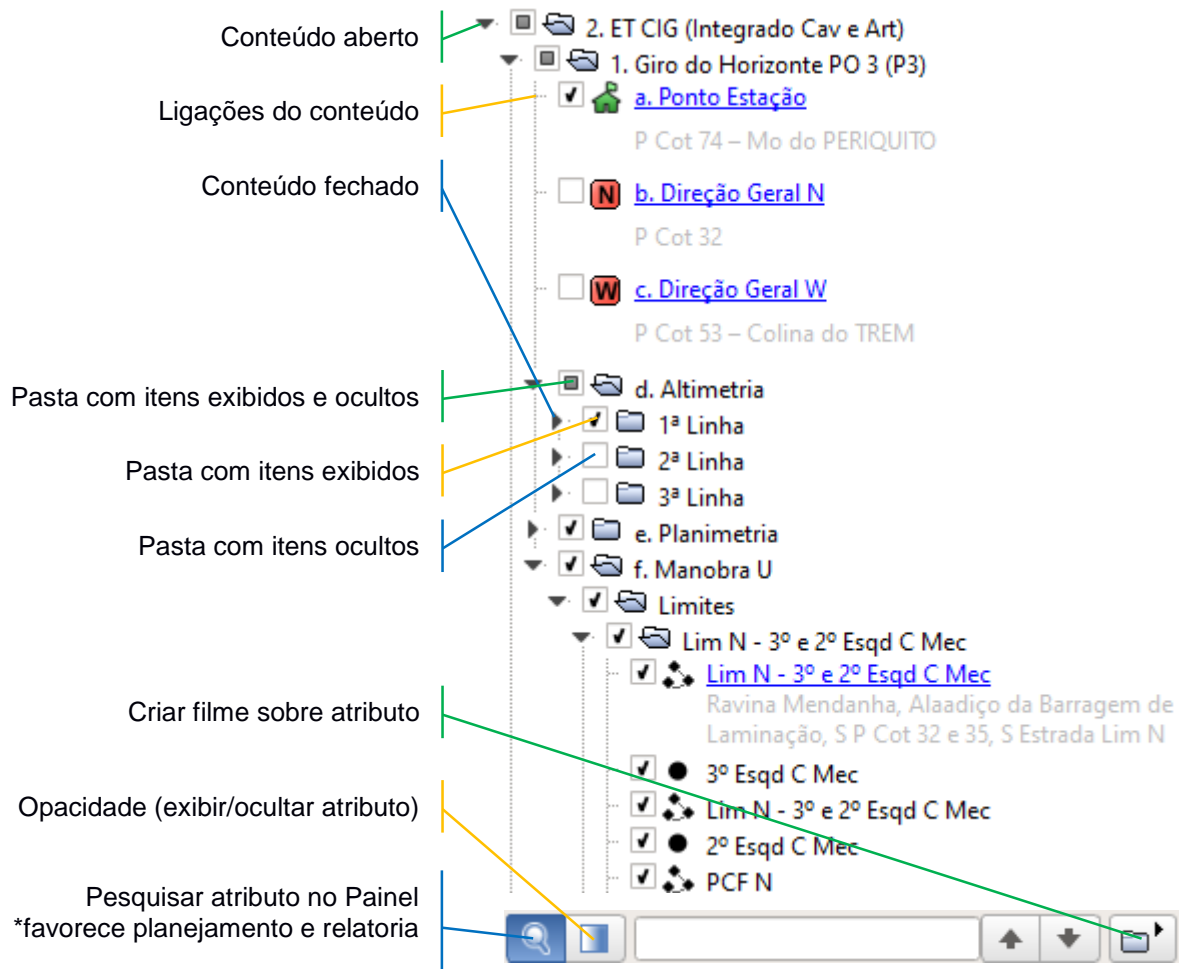 Conteúdo aberto
Ligações do conteúdo
Conteúdo fechado
Pasta com itens exibidos e ocultos
Pasta com itens exibidos
Pasta com itens ocultos
Criar filme sobre atributo
Opacidade (exibir/ocultar atributo)
Pesquisar atributo no Painel
*favorece planejamento e relatoria
2. ET CIG (Integrado Cav e Art)
1. Giro do Horizonte PO 3 (P3)
a. Ponto Estação
P Cot 74 – Mo do PERIQUITO
N b. Direção Geral N
P Cot 32
W c. Direção Geral W
P Cot 53 – Colina do TREM
d. Altimetria
1ª Linha
2ª Linha
3ª Linha
e. Planimetria
f. Manobra U
Limites
Lim N - 3º e 2º Esqd C Mec
Lim N - 3º e 2º Esqd C Mec
Ravina Mendanha, Alaadiço da Barragem de
Laminação, S P Cot 32 e 35, S Estrada Lim N
3º Esqd C Mec
Lim N - 3º e 2º Esqd C Mec
2º Esqd C Mec
PCF N